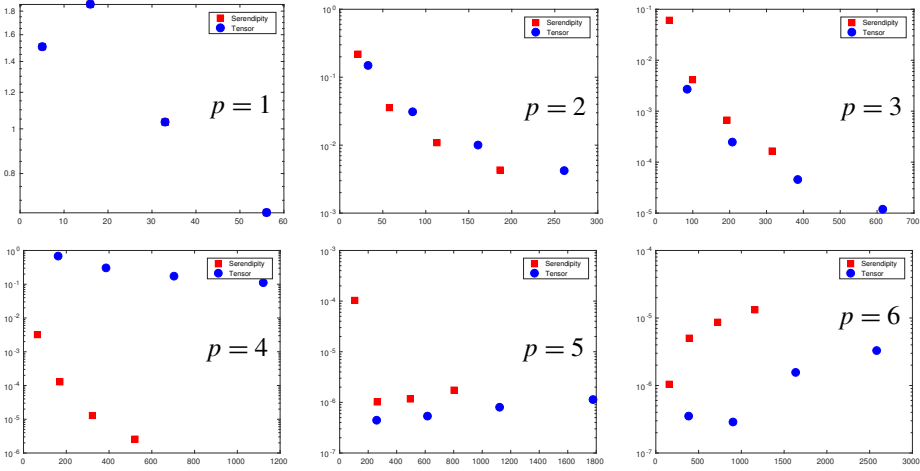 1.8
1.6
1.4
1.2
1
0.8
0 10 20 30 40 50 60
Serendipity
Tensor
p = 1
10^0
10^-1
10^-2
10^-3
0 50 100 150 200 250 300
Serendipity
Tensor
p = 2
10^-1
10^-2
10^-3
10^-4
10^-5
0 100 200 300 400 500 600 700
Serendipity
Tensor
p = 3
10^0
10^-1
10^-2
10^-3
10^-4
10^-5
10^-6
0 200 400 600 800 1000 1200
Serendipity
Tensor
p = 4
10^-3
10^-4
10^-5
10^-6
10^-7
0 200 400 600 800 1000 1200 1400 1600 1800
Serendipity
Tensor
p = 5
10^-4
10^-5
10^-6
10^-7
0 500 1000 1500 2000 2500 3000
Serendipity
Tensor
p = 6